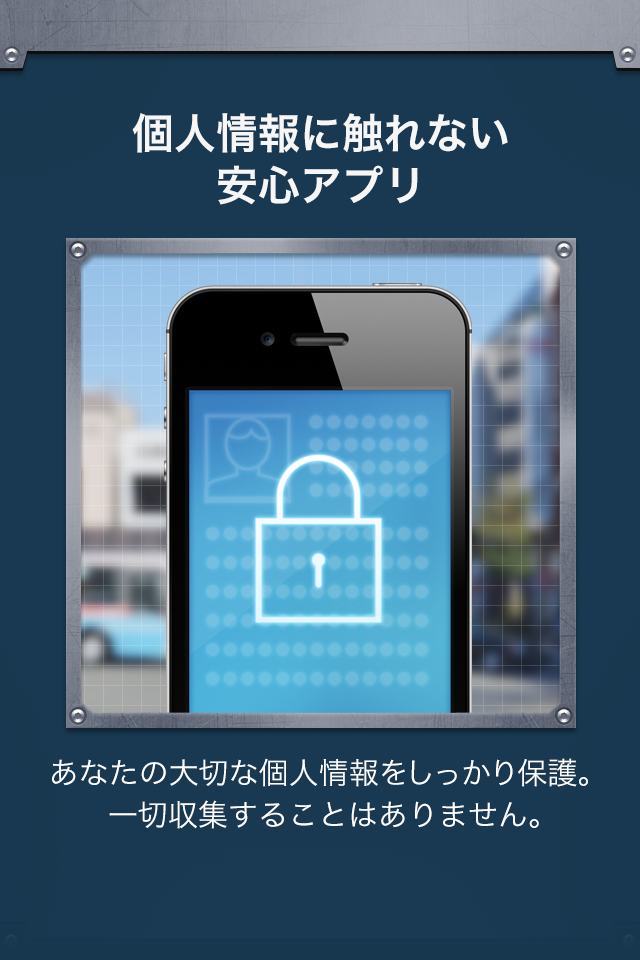 個人情報に触れない
安心アプリ
あなたの大切な個人情報をしっかり保護。
一切収集することはありません。